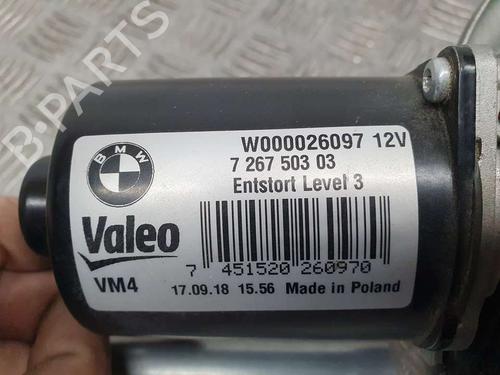 B-PARTS
BMW
W000026097 12V
7 267 503 03
Entstort Level 3
Valeo
7 451520 260970
VM4
17.09.18 15.56 Made in Poland